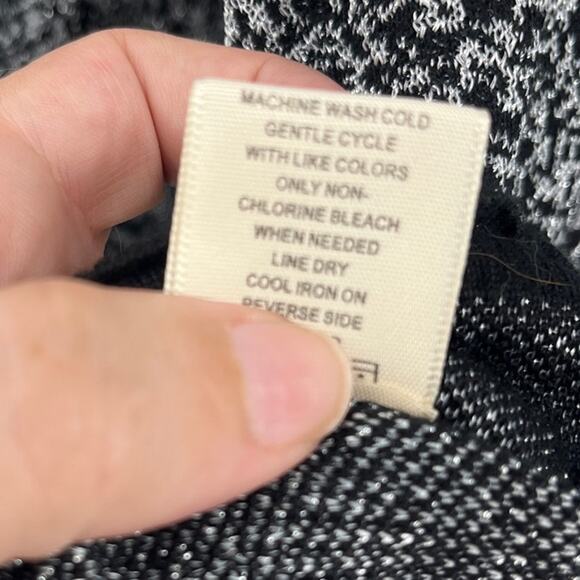 MACHINE WASH COLD
GENTLE CYCLE
WITH LIKE COLORS
ONLY NON-
CHLORINE BLEACH
WHEN NEEDED
LINE DRY
COOL IRON ON
REVERSE SIDE